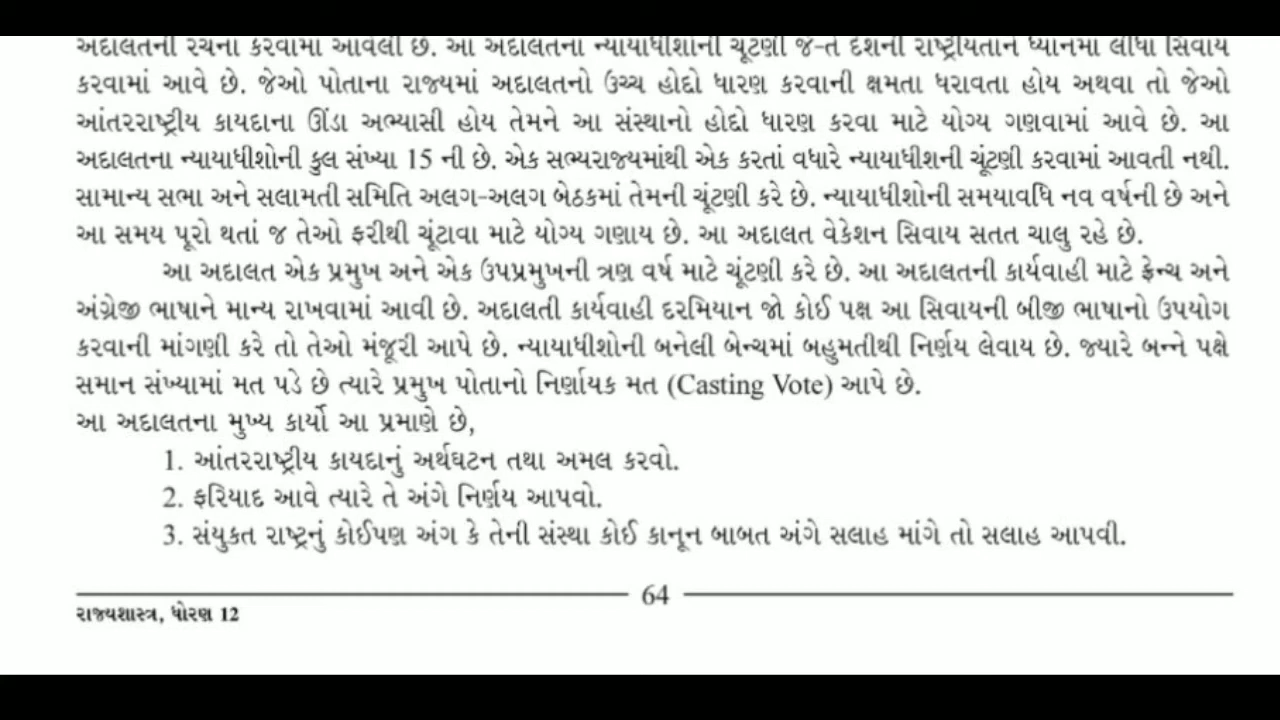 અદાલતની રચના કરવામાં આવેલી છે. આ અદાલતના ન્યાયાધીશોની ચૂંટણી જ-તે દેશની રાષ્ટ્રીયતાને ધ્યાનમાં લીધા સિવાય
કરવામાં આવે છે. જેઓ પોતાના રાજ્યમાં અદાલતનો ઉચ્ચ હોદ્દો ધારણ કરવાની ક્ષમતા ધરાવતા હોય અથવા તો જેઓ
આંતરરાષ્ટ્રીય કાયદાના ઊંડા અભ્યાસી હોય તેમને આ સંસ્થાનો હોદ્દો ધારણ કરવા માટે યોગ્ય ગણવામાં આવે છે. આ
અદાલતના ન્યાયાધીશોની કુલ સંખ્યા 15 ની છે. એક સભ્યરાજ્યમાંથી એક કરતાં વધારે ન્યાયાધીશની ચૂંટણી કરવામાં આવતી નથી.
સામાન્ય સભા અને સલામતી સમિતિ અલગ-અલગ બેઠકમાં તેમની ચૂંટણી કરે છે. ન્યાયાધીશોની સમયાવધિ નવ વર્ષની છે અને
આ સમય પૂરો થતાં જ તેઓ ફરીથી ચૂંટાવા માટે યોગ્ય ગણાય છે. આ અદાલત વેકેશન સિવાય સતત ચાલુ રહે છે.
આ અદાલત એક પ્રમુખ અને એક ઉપપ્રમુખની ત્રણ વર્ષ માટે ચૂંટણી કરે છે. આ અદાલતની કાર્યવાહી માટે ફ્રેન્ચ અને
અંગ્રેજી ભાષાને માન્ય રાખવામાં આવી છે. અદાલતી કાર્યવાહી દરમિયાન જો કોઈ પક્ષ આ સિવાયની બીજી ભાષાનો ઉપયોગ
કરવાની માંગણી કરે તો તેઓ મંજૂરી આપે છે. ન્યાયાધીશોની બનેલી બેન્ચમાં બહુમતીથી નિર્ણય લેવાય છે. જ્યારે બન્ને પક્ષે
સમાન સંખ્યામાં મત પડે છે ત્યારે પ્રમુખ પોતાનો નિર્ણાયક મત (Casting Vote) આપે છે.
આ અદાલતના મુખ્ય કાર્યો આ પ્રમાણે છે,
1. આંતરરાષ્ટ્રીય કાયદાનું અર્થઘટન તથા અમલ કરવો.
2. ફરિયાદ આવે ત્યારે તે અંગે નિર્ણય આપવો.
3. સંયુકત રાષ્ટ્રનું કોઈપણ અંગ કે તેની સંસ્થા કોઈ કાનૂન બાબત અંગે સલાહ માંગે તો સલાહ આપવી.
64
રાજ્યશાસ્ત્ર, ધોરણ 12